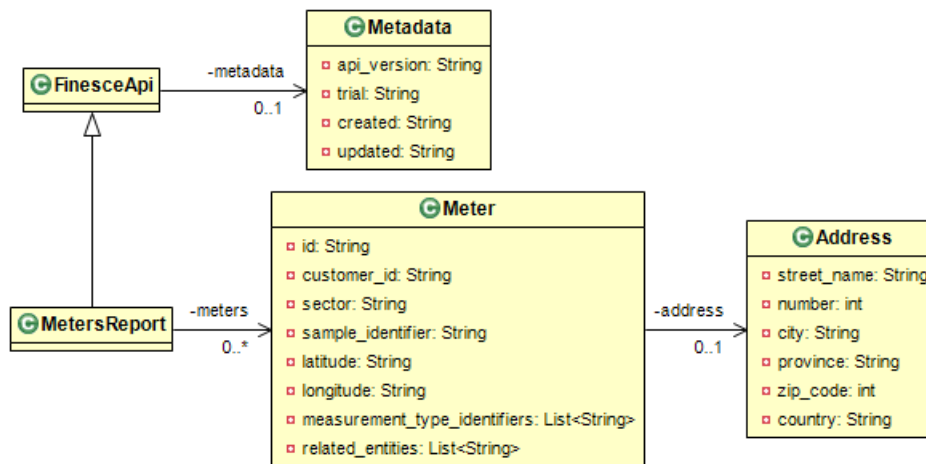 C Metadata
api_version: String
trial: String
created: String
updated: String
C FinesceApi
-metadata
0..1
C Meter
id: String
customer_id: String
sector: String
sample_identifier: String
latitude: String
longitude: String
measurement_type_identifiers: List<String>
related_entities: List<String>
C MetersReport
-meters
0..*
C Address
street_name: String
number: int
city: String
province: String
zip_code: int
country: String
-address
0..1